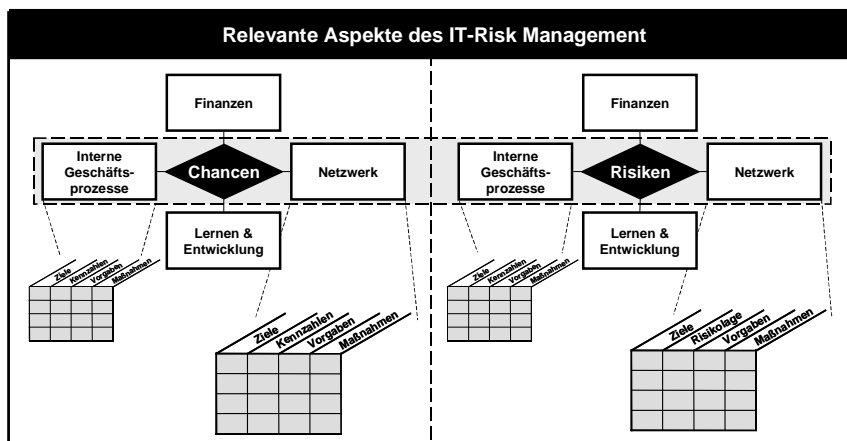 Relevante Aspekte des IT-Risk Management
Finanzen
Interne
Geschäfts-
prozesse
Chancen
Netzwerk
Lernen &
Entwicklung
Ziele
Kennzahlen
Vorgaben
Maßnahmen
Ziele
Kennzahlen
Vorgaben
Maßnahmen
Finanzen
Interne
Geschäfts-
prozesse
Risiken
Netzwerk
Lernen &
Entwicklung
Ziele
Kennzahlen
Vorgaben
Maßnahmen
Ziele
Risikolage
Vorgaben
Maßnahmen